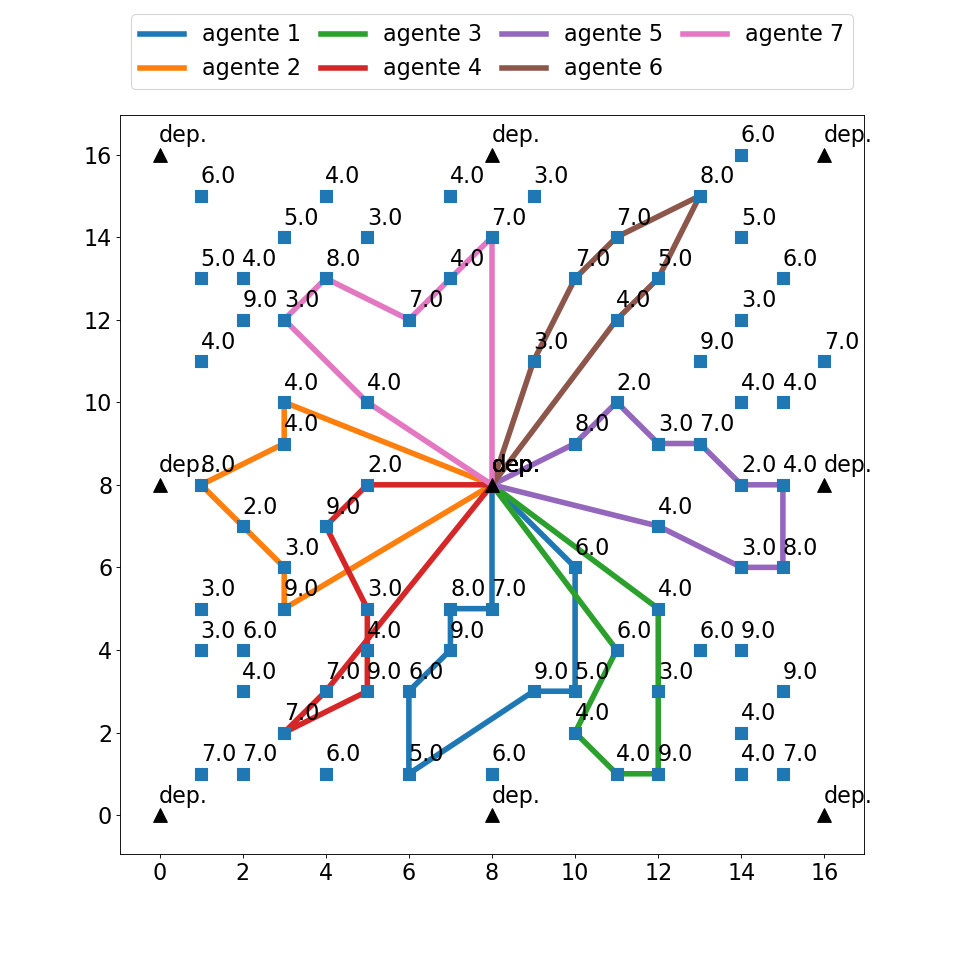 agente 1 agente 3 agente 5 agente 7
agente 2 agente 4 agente 6
dep. dep. 6.0 dep.
16
6.0 4.0 4.0 3.0 8.0
5.0 3.0 7.0 7.0 5.0
14
5.0 4.0 8.0 4.0 7.0 5.0 6.0
9.0 3.0 7.0 4.0 3.0
12
4.0 3.0 9.0 7.0
4.0 4.0 2.0 4.0 4.0
10
4.0 8.0 3.0 7.0
dep. 8.0 2.0 dep. 2.0 4.0 dep.
8
2.0 9.0 4.0
3.0 6.0 3.0 8.0
6
3.0 9.0 3.0 8.0 7.0 4.0
3.0 6.0 4.0 9.0 6.0 6.0 9.0
4
4.0 7.0 9.0 6.0 9.0 5.0 3.0 9.0
7.0 4.0 4.0
2
7.0 7.0 6.0 5.0 6.0 4.0 9.0 4.0 7.0
dep. dep. dep.
0
0 2 4 6 8 10 12 14 16